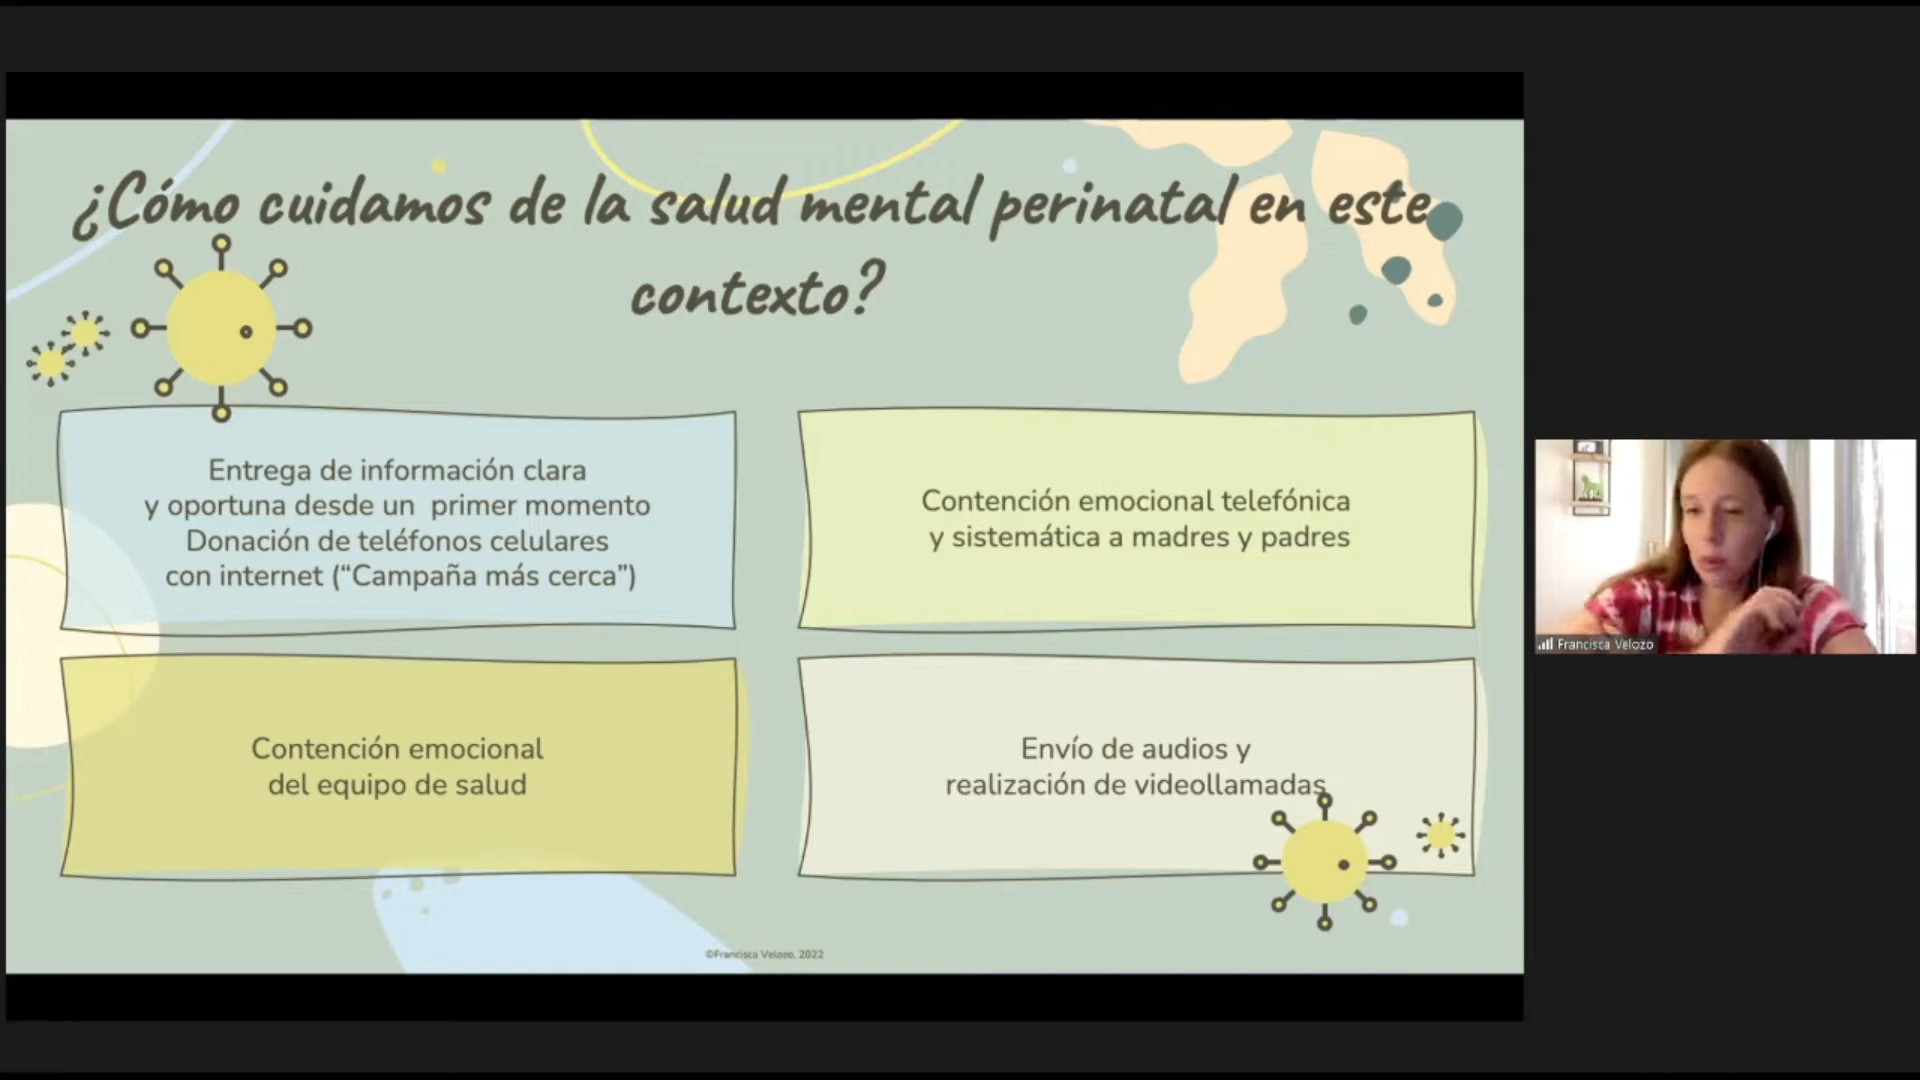 ¿Cómo cuidamos de la salud mental perinatal en este
contexto?
Entrega de información clara
y oportuna desde un primer momento
Donación de teléfonos celulares
con internet (“Campaña más cerca”)
Contención emocional telefónica
y sistemática a madres y padres
Contención emocional
del equipo de salud
Envío de audios y
realización de videollamadas
©Francisca Velozo, 2022
Francisca Velozo